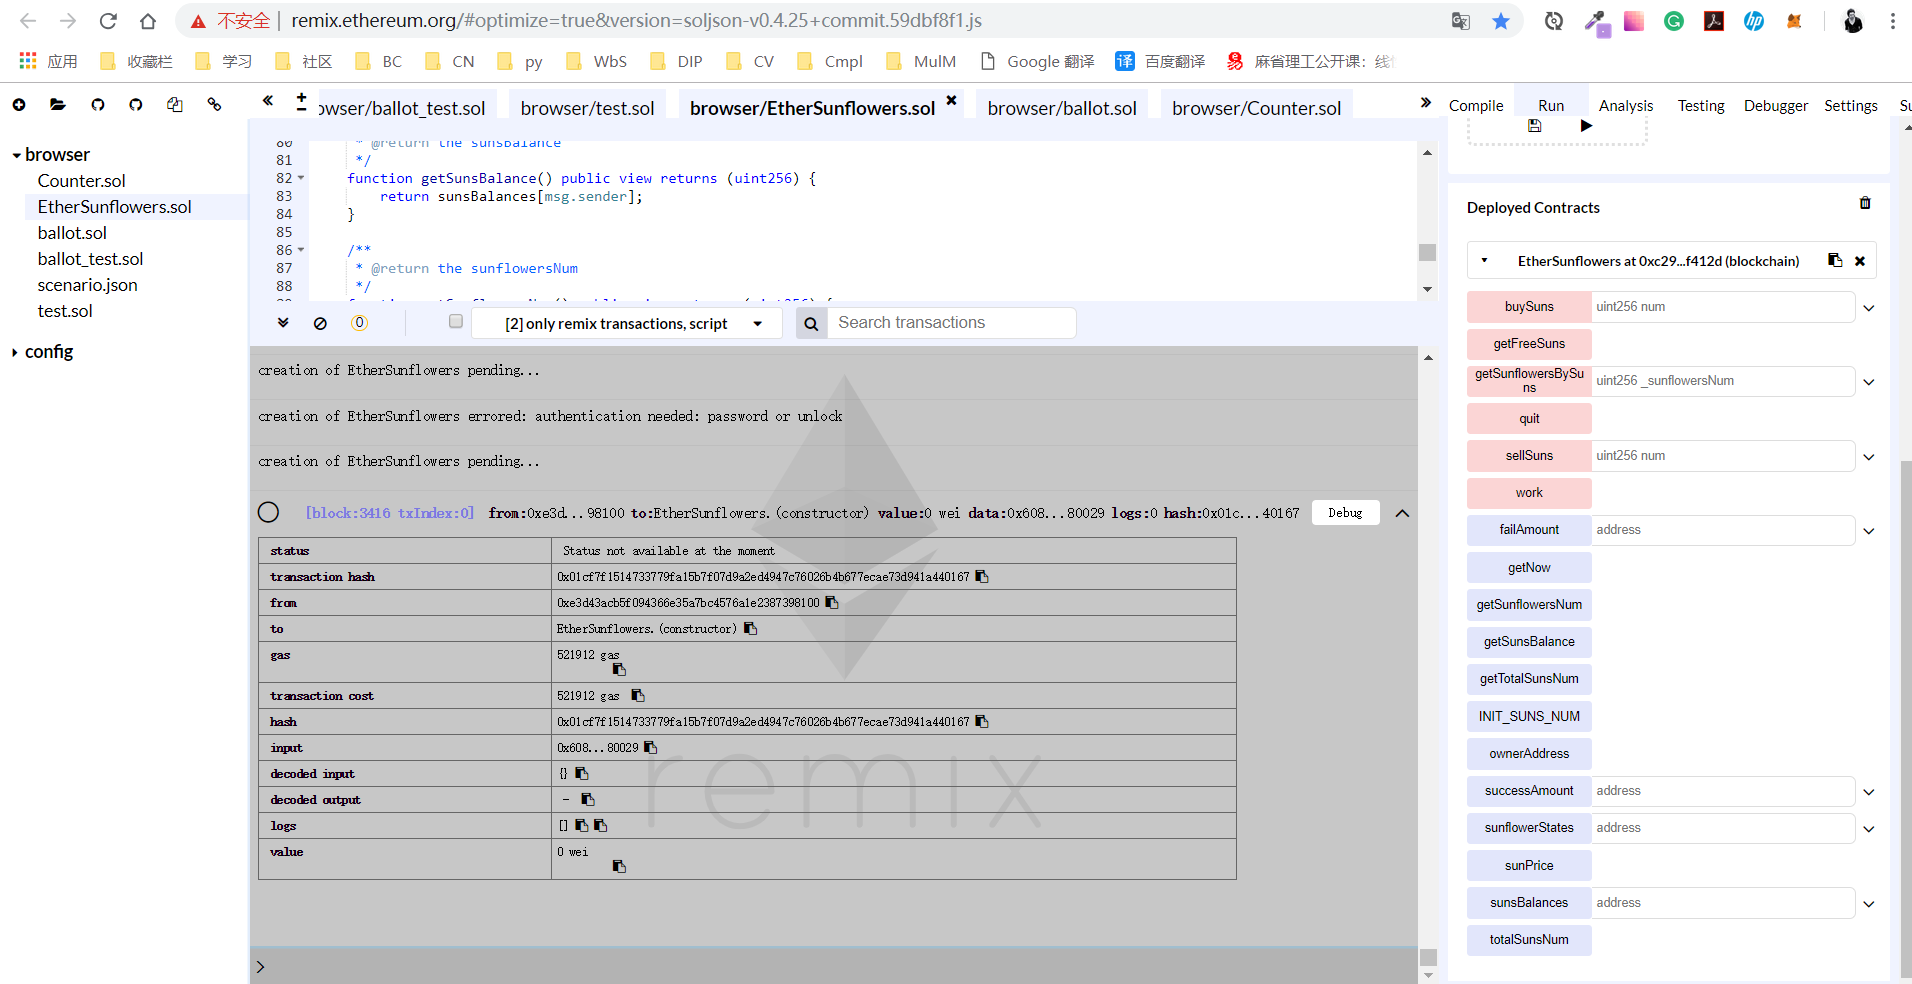 不安全 | remix.ethereum.org/#optimize=true&version=soljson-v0.4.25+commit.59dbf8f1.js
应用 收藏栏 学习 社区 BC CN py WbS DIP CV Cmpl MulM Google 翻译 百度翻译 麻省理工公开课：线
browser/ballot_test.sol browser/test.sol browser/EtherSunflowers.sol browser/ballot.sol browser/Counter.sol
Compile Run Analysis Testing Debugger Settings Su
browser
Counter.sol
EtherSunflowers.sol
ballot.sol
ballot_test.sol
scenario.json
test.sol
config
80 * @return the sunsBalance
81 */
82 function getSunsBalance() public view returns (uint256) {
83 return sunsBalances[msg.sender];
84 }
85
86 /**
87 * @return the sunflowersNum
88 */
0 [2] only remix transactions, script Search transactions
creation of EtherSunflowers pending...
creation of EtherSunflowers errored: authentication needed: password or unlock
creation of EtherSunflowers pending...
[block:3416 txIndex:0] from:0xe3d...98100 to:EtherSunflowers.(constructor) value:0 wei data:0x608...80029 logs:0 hash:0x01c...40167 Debug
status Status not available at the moment
transaction hash 0x01cf7f1514733779fa15b7f07d9a2ed4947c76026b4b677ecae73d941a440167
from 0xe3d43acb5f094366e35a7bc4576a1e2387398100
to EtherSunflowers.(constructor)
gas 521912 gas
transaction cost 521912 gas
hash 0x01cf7f1514733779fa15b7f07d9a2ed4947c76026b4b677ecae73d941a440167
input 0x608...80029
decoded input {}
decoded output -
logs []
value 0 wei
remix
>
Deployed Contracts
EtherSunflowers at 0xc29...f412d (blockchain)
buySuns uint256 num
getFreeSuns
getSunflowersBySu
ns uint256 _sunflowersNum
quit
sellSuns uint256 num
work
failAmount address
getNow
getSunflowersNum
getSunsBalance
getTotalSunsNum
INIT_SUNS_NUM
ownerAddress
successAmount address
sunflowerStates address
sunPrice
sunsBalances address
totalSunsNum